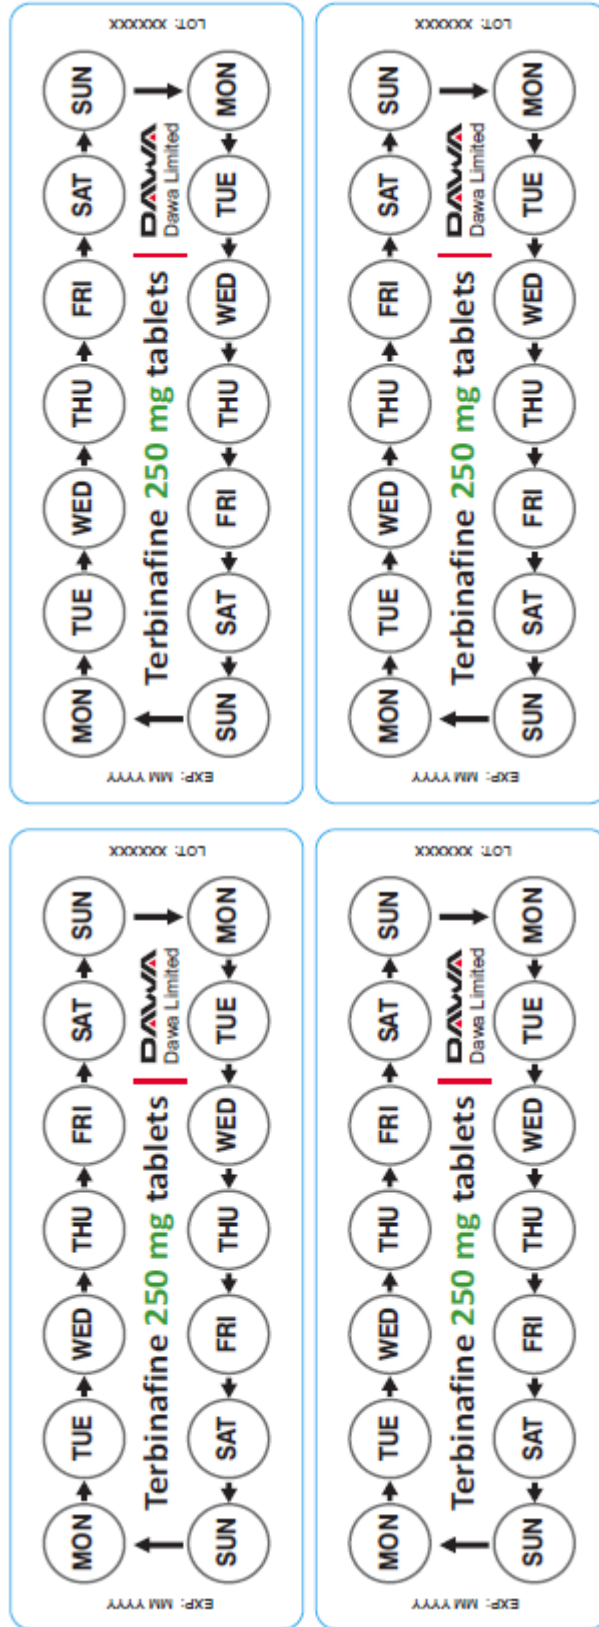 EXP: MM YYYY
MON TUE WED THU FRI SAT SUN
Terbinafine 250 mg tablets
DAWA
Dawa Limited
SUN SAT FRI THU WED TUE MON
LOT: XXXXXX
EXP: MM YYYY
MON TUE WED THU FRI SAT SUN
Terbinafine 250 mg tablets
DAWA
Dawa Limited
SUN SAT FRI THU WED TUE MON
LOT: XXXXXX
EXP: MM YYYY
MON TUE WED THU FRI SAT SUN
Terbinafine 250 mg tablets
DAWA
Dawa Limited
SUN SAT FRI THU WED TUE MON
LOT: XXXXXX
EXP: MM YYYY
MON TUE WED THU FRI SAT SUN
Terbinafine 250 mg tablets
DAWA
Dawa Limited
SUN SAT FRI THU WED TUE MON
LOT: XXXXXX